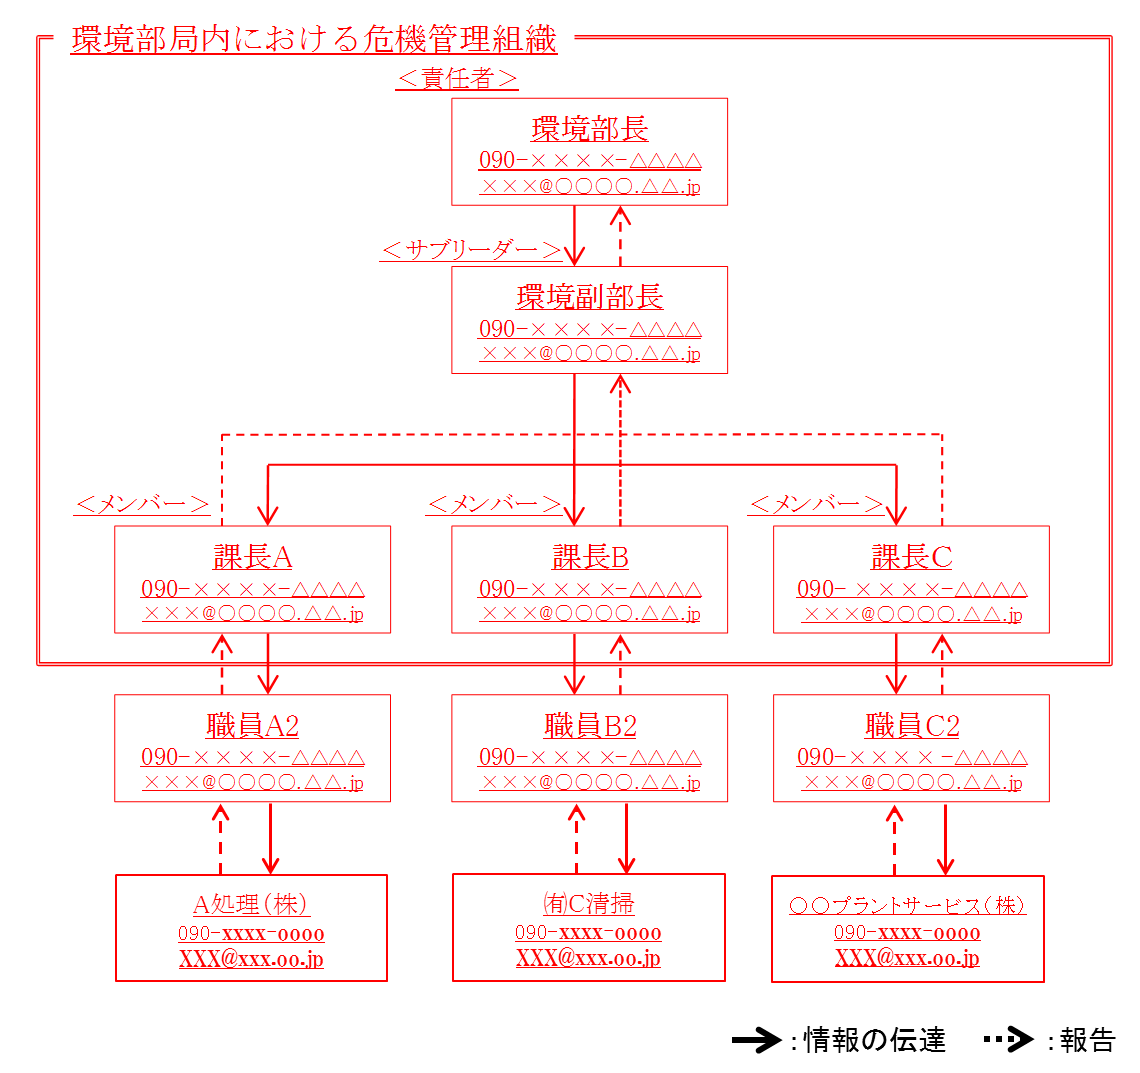 環境部局内における危機管理組織
＜責任者＞
環境部長
090-××××-△△△△
×××@○○○○.△△.jp
＜サブリーダー＞
環境副部長
090-××××-△△△△
×××@○○○○.△△.jp
＜メンバー＞
課長A
090-××××-△△△△
×××@○○○○.△△.jp
＜メンバー＞
課長B
090-××××-△△△△
×××@○○○○.△△.jp
＜メンバー＞
課長C
090-××××-△△△△
×××@○○○○.△△.jp
職員A2
090-××××-△△△△
×××@○○○○.△△.jp
職員B2
090-××××-△△△△
×××@○○○○.△△.jp
職員C2
090-××××-△△△△
×××@○○○○.△△.jp
A処理（株）
090-xxxx-oooo
XXX@xxx.oo.jp
㈲C清掃
090-xxxx-oooo
XXX@xxx.oo.jp
○○プラントサービス（株）
090-xxxx-oooo
XXX@xxx.oo.jp
：情報の伝達
：報告